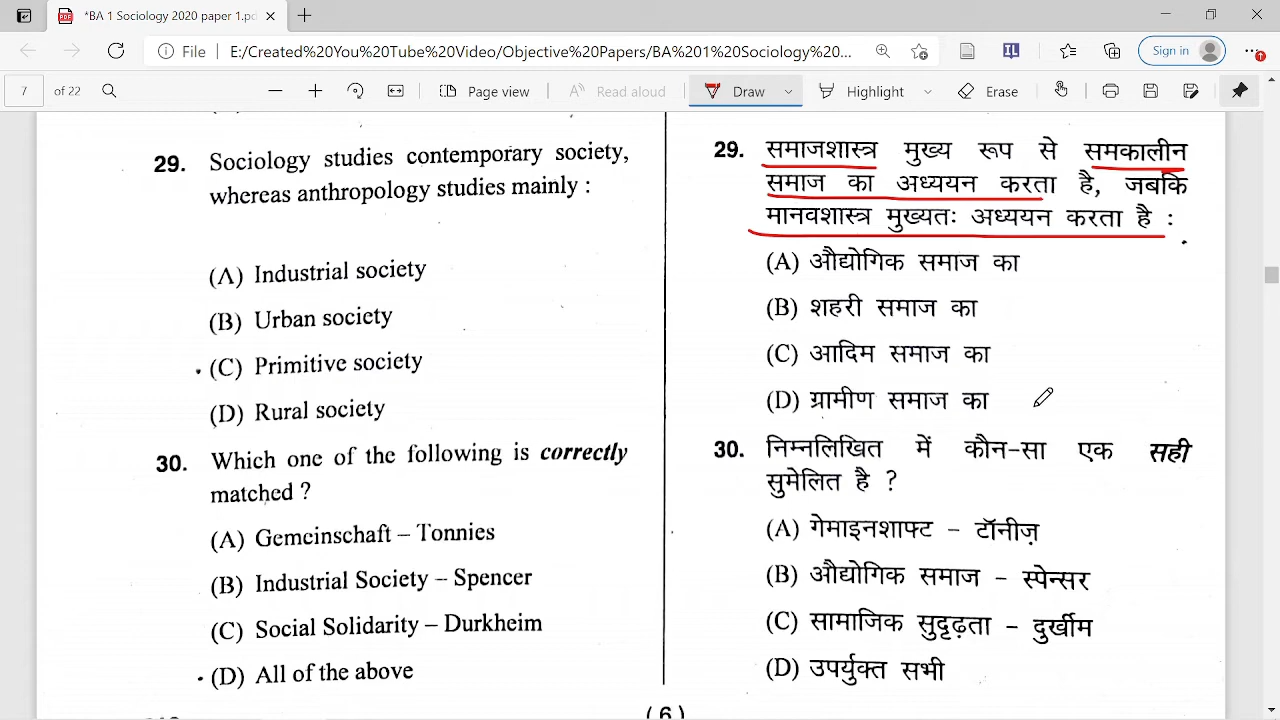 *BA 1 Sociology 2020 paper 1.pd
File E:/Created%20You%20Tube%20Video/Objective%20Papers/BA%201%20Sociology%20...
Sign in
7 of 22 Page view Read aloud Draw Highlight Erase
29. Sociology studies contemporary society,
whereas anthropology studies mainly :
(A) Industrial society
(B) Urban society
(C) Primitive society
(D) Rural society
30. Which one of the following is correctly
matched ?
(A) Gemeinschaft – Tonnies
(B) Industrial Society – Spencer
(C) Social Solidarity – Durkheim
(D) All of the above
29. समाजशास्त्र मुख्य रूप से समकालीन
समाज का अध्ययन करता है, जबकि
मानवशास्त्र मुख्यतः अध्ययन करता है :
(A) औद्योगिक समाज का
(B) शहरी समाज का
(C) आदिम समाज का
(D) ग्रामीण समाज का
30. निम्नलिखित में कौन-सा एक सही
सुमेलित है ?
(A) गेमाइनशाफ्ट – टॉनीज़
(B) औद्योगिक समाज – स्पेन्सर
(C) सामाजिक सुदृढ़ता – दुर्खीम
(D) उपर्युक्त सभी
(6)